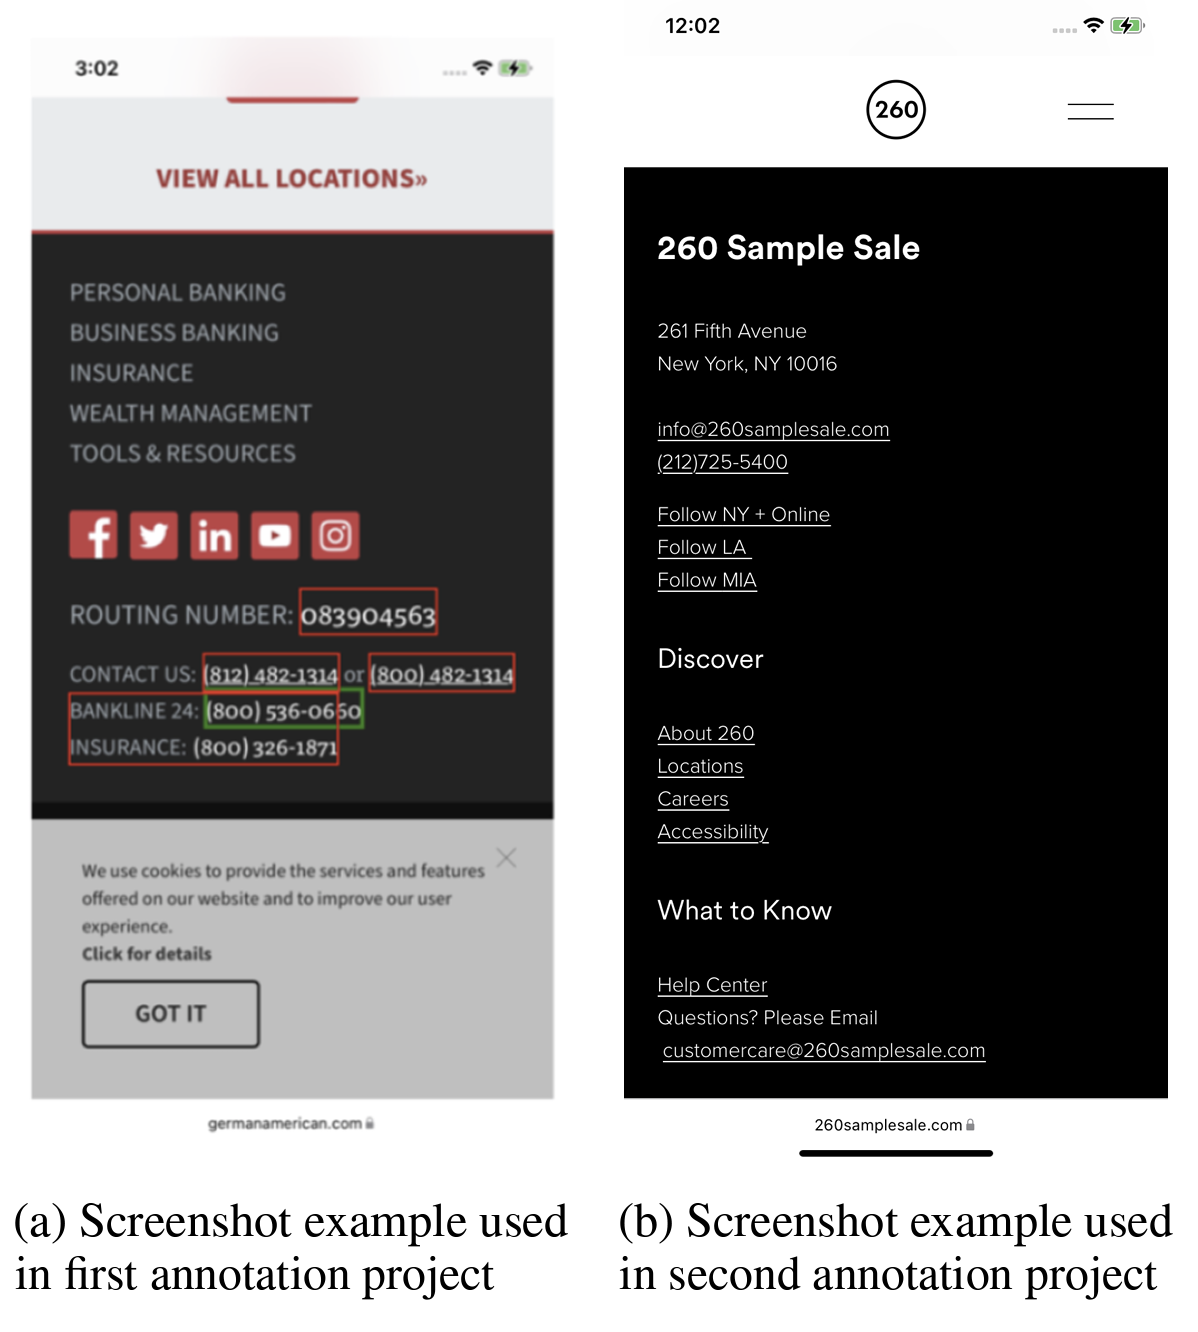 3:02
VIEW ALL LOCATIONS»
PERSONAL BANKING
BUSINESS BANKING
INSURANCE
WEALTH MANAGEMENT
TOOLS & RESOURCES
f in
ROUTING NUMBER: 083904563
CONTACT US: (812) 482-1314 or (800) 482-1314
BANKLINE 24: (800) 536-0650
INSURANCE: (800) 326-1871
We use cookies to provide the services and features
offered on our website and to improve our user
experience.
Click for details
GOT IT
germanamerican.com
(a) Screenshot example used
in first annotation project
12:02
260
260 Sample Sale
261 Fifth Avenue
New York, NY 10016
info@260samplesale.com
(212)725-5400
Follow NY + Online
Follow LA
Follow MIA
Discover
About 260
Locations
Careers
Accessibility
What to Know
Help Center
Questions? Please Email
customercare@260samplesale.com
260samplesale.com
(b) Screenshot example used
in second annotation project